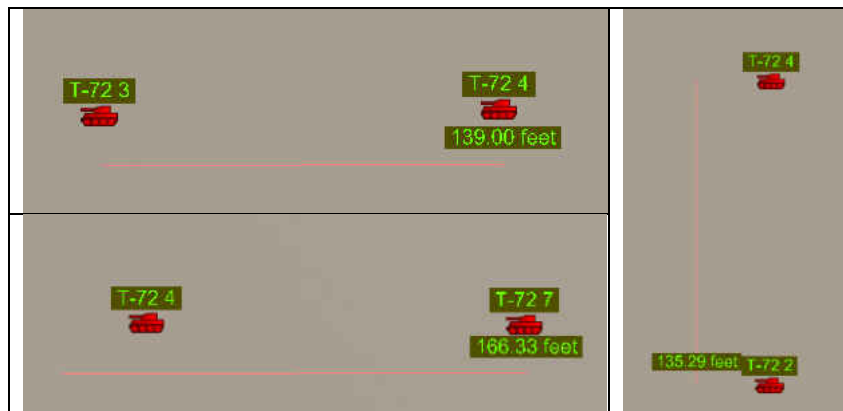 T-72 3
T-72 4
139.00 feet
T-72 4
T-72 7
166.33 feet
T-72 4
135.29 feet
T-72 2